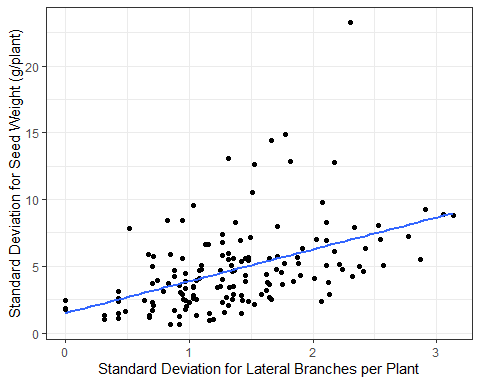 Standard Deviation for Seed Weight (g/plant)
20
15
10
5
0
0 1 2 3
Standard Deviation for Lateral Branches per Plant